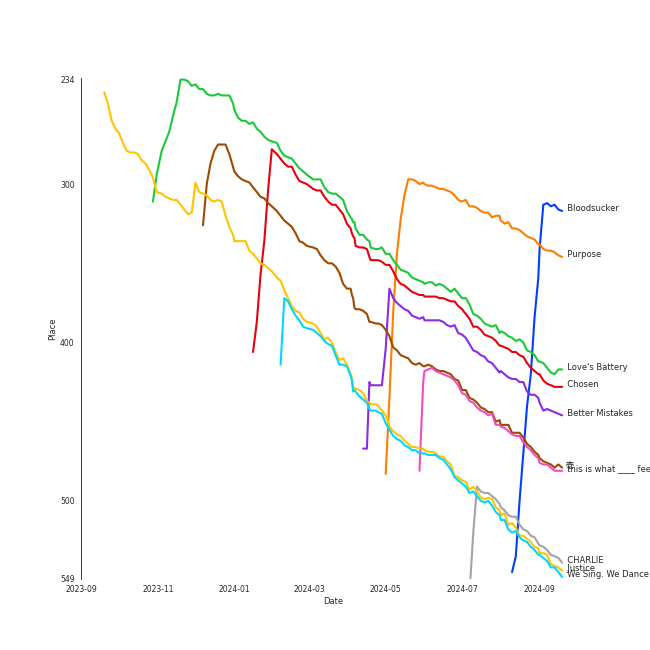 234
300
400
500
549
Place
2023-09
2023-11
2024-01
2024-03
2024-05
2024-07
2024-09
Date
Bloodsucker
Purpose
Love's Battery
Chosen
Better Mistakes
this is what ____ fee
CHARLIE
Justice
We Sing. We Dance